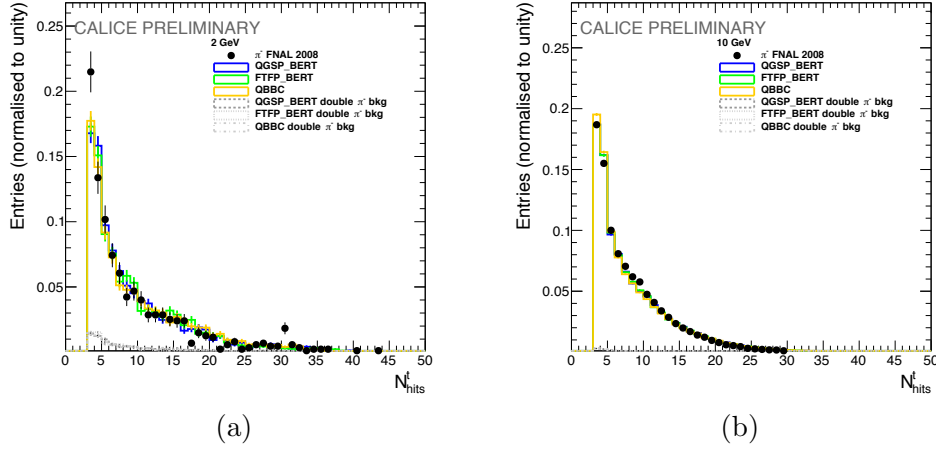 CALICE PRELIMINARY
2 GeV
π⁻ FNAL 2008
QGSP_BERT
FTFP_BERT
QBBC
QGSP_BERT double π⁻ bkg
FTFP_BERT double π⁻ bkg
QBBC double π⁻ bkg
Entries (normalised to unity)
0.25
0.2
0.15
0.1
0.05
0 5 10 15 20 25 30 35 40 45 50
N^t_hits
(a)
CALICE PRELIMINARY
10 GeV
π⁻ FNAL 2008
QGSP_BERT
FTFP_BERT
QBBC
QGSP_BERT double π⁻ bkg
FTFP_BERT double π⁻ bkg
QBBC double π⁻ bkg
Entries (normalised to unity)
0.25
0.2
0.15
0.1
0.05
0 5 10 15 20 25 30 35 40 45 50
N^t_hits
(b)